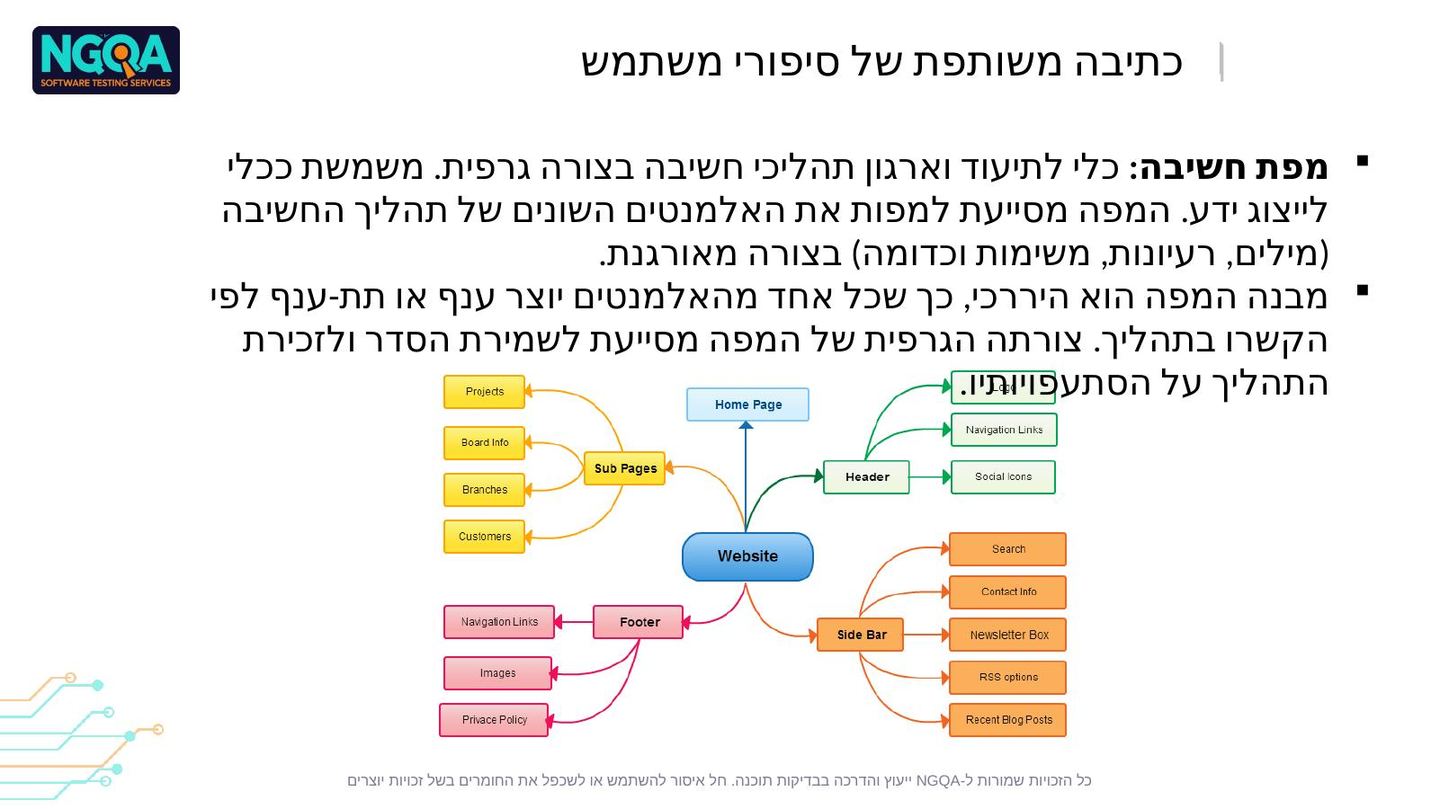 NGQA
SOFTWARE TESTING SERVICES
כתיבה משותפת של סיפורי משתמש
▪ מפת חשיבה: כלי לתיעוד וארגון תהליכי חשיבה בצורה גרפית. משמשת ככלי
לייצוג ידע. המפה מסייעת למפות את האלמנטים השונים של תהליך החשיבה
(מילים, רעיונות, משימות וכדומה) בצורה מאורגנת.
▪ מבנה המפה הוא היררכי, כך שכל אחד מהאלמנטים יוצר ענף או תת-ענף לפי
הקשרו בתהליך. צורתה הגרפית של המפה מסייעת לשמירת הסדר ולזכירת
התהליך על הסתעפויותיו.
Projects
Board Info
Branches
Customers
Sub Pages
Home Page
Logo
Navigation Links
Social Icons
Header
Website
Navigation Links
Images
Privace Policy
Footer
Side Bar
Search
Contact Info
Newsletter Box
RSS options
Recent Blog Posts
כל הזכויות שמורות ל-NGQA ייעוץ והדרכה בבדיקות תוכנה. חל איסור להשתמש או לשכפל את החומרים בשל זכויות יוצרים